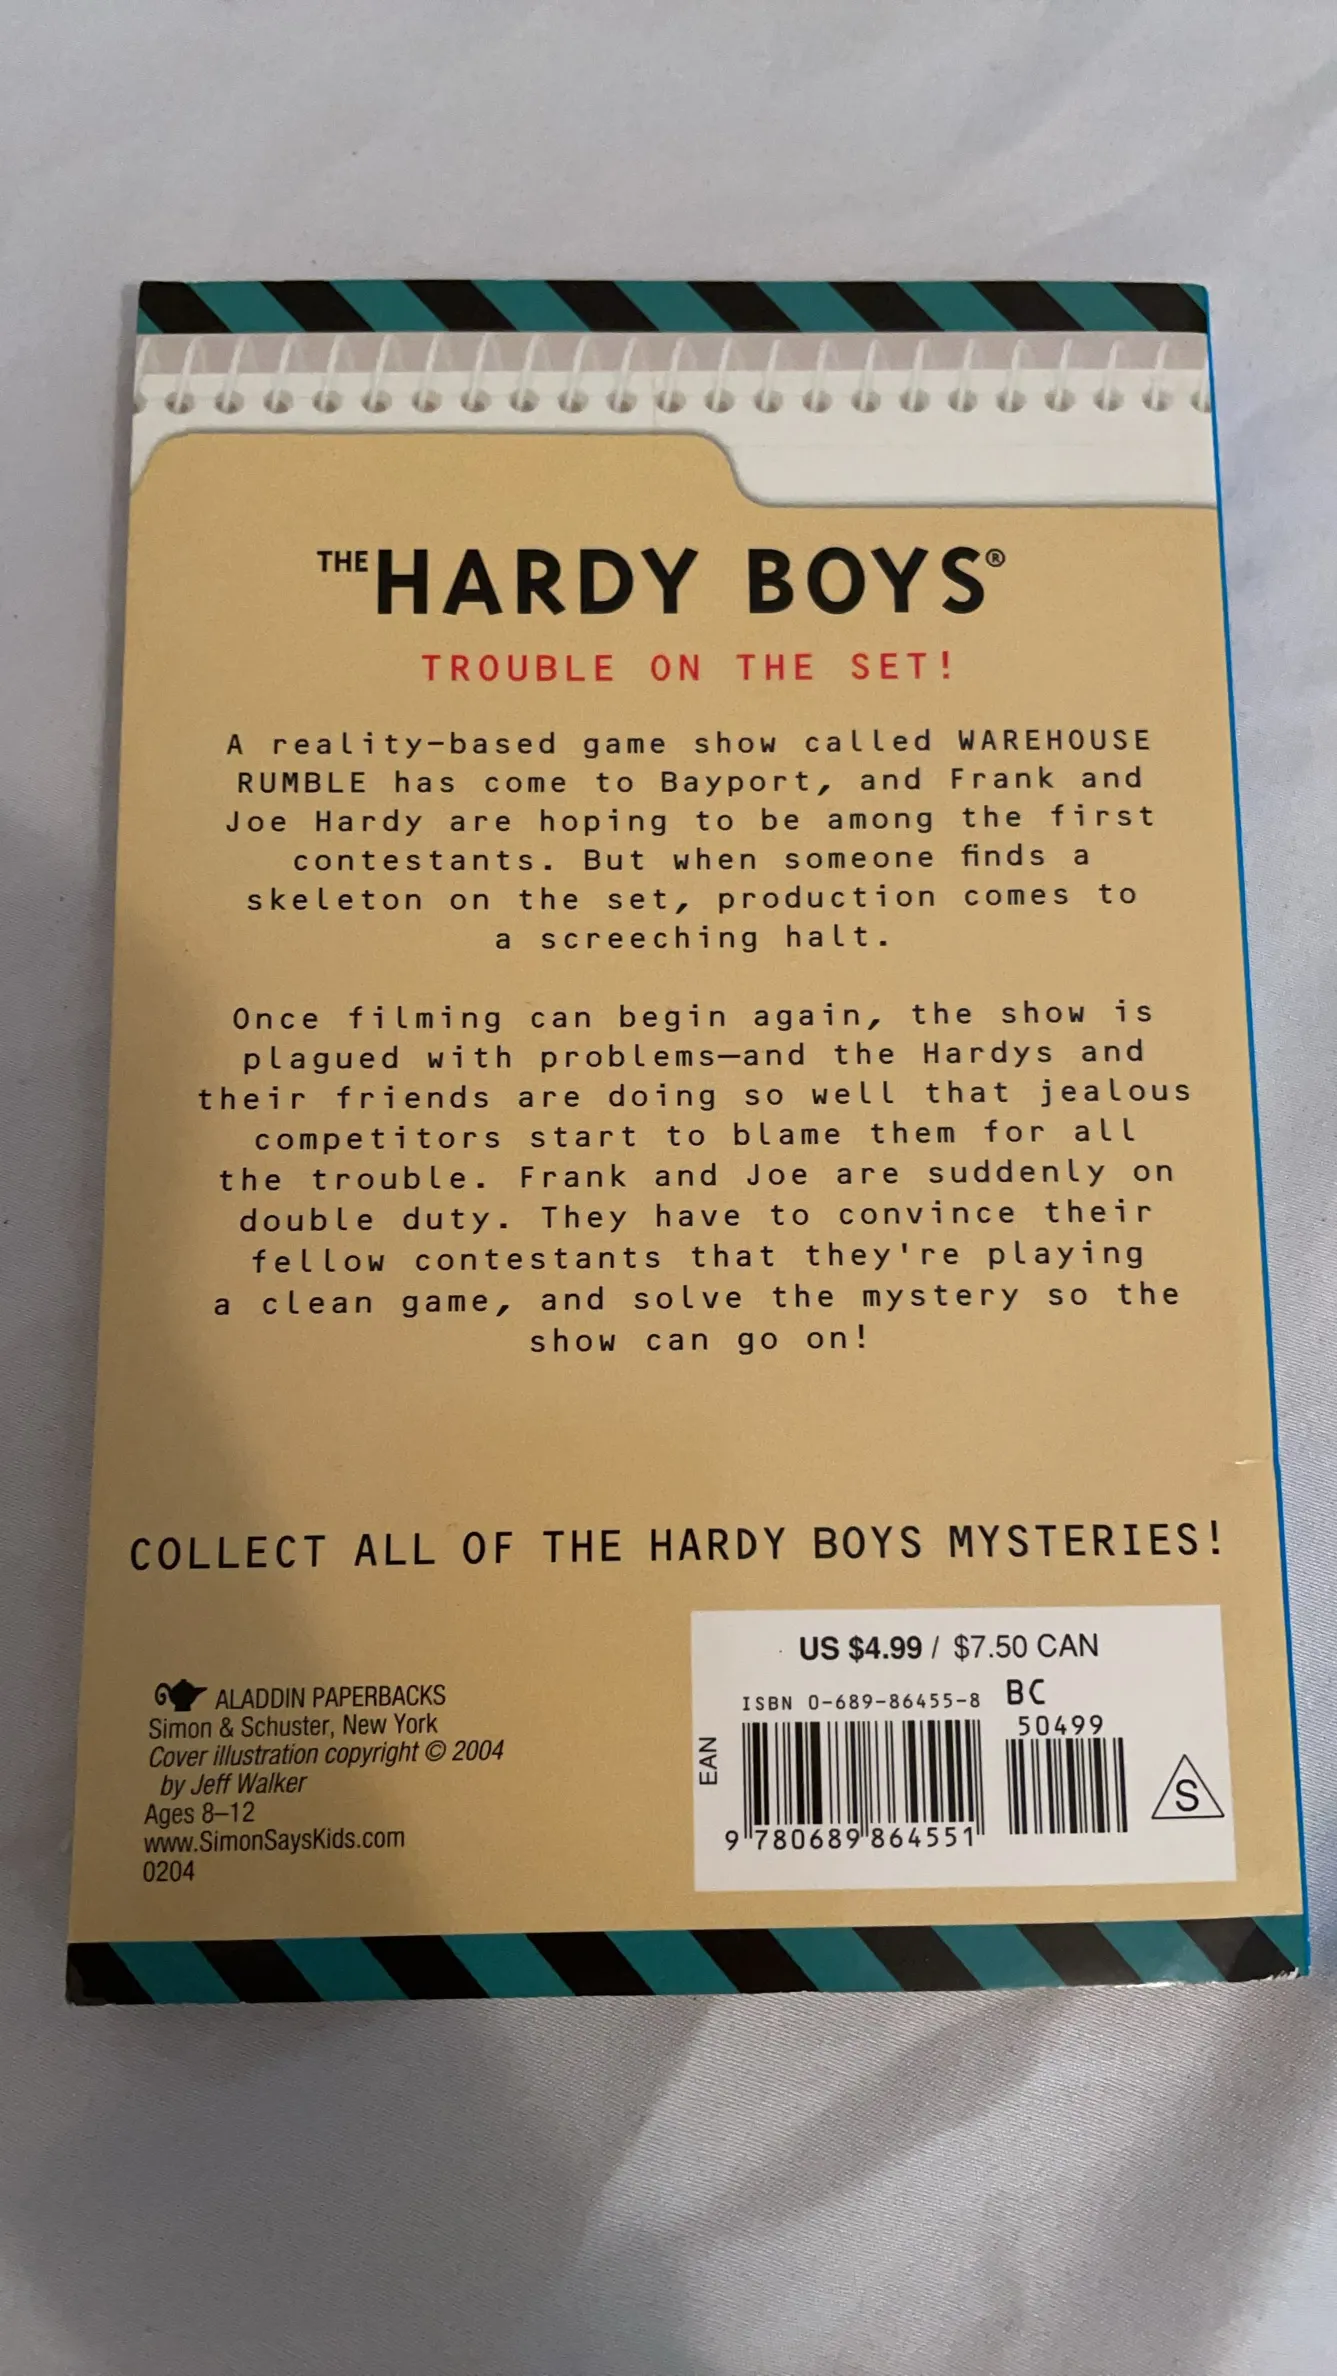 THE HARDY BOYS®
TROUBLE ON THE SET!
A reality-based game show called WAREHOUSE
RUMBLE has come to Bayport, and Frank and
Joe Hardy are hoping to be among the first
contestants. But when someone finds a
skeleton on the set, production comes to
a screeching halt.
Once filming can begin again, the show is
plagued with problems—and the Hardys and
their friends are doing so well that jealous
competitors start to blame them for all
the trouble. Frank and Joe are suddenly on
double duty. They have to convince their
fellow contestants that they're playing
a clean game, and solve the mystery so the
show can go on!
COLLECT ALL OF THE HARDY BOYS MYSTERIES!
ALADDIN PAPERBACKS
Simon & Schuster, New York
Cover illustration copyright © 2004
by Jeff Walker
Ages 8–12
www.SimonSaysKids.com
0204
US $4.99 / $7.50 CAN
ISBN 0-689-86455-8 BC
50499
EAN
S
9 780689 864551